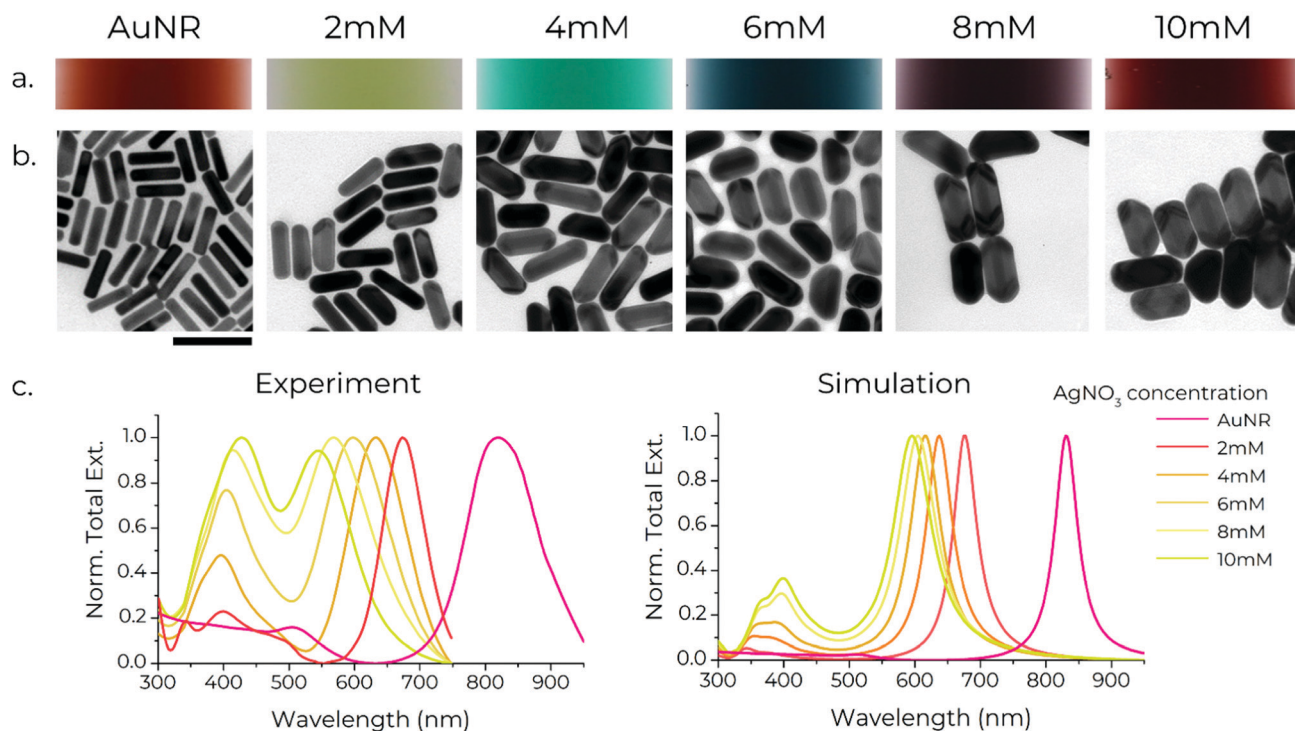 AuNR 2mM 4mM 6mM 8mM 10mM
a.
b.
c. Experiment Simulation
AgNO₃ concentration
AuNR
2mM
4mM
6mM
8mM
10mM
Norm. Total Ext.
1.0
0.8
0.6
0.4
0.2
0.0
300 400 500 600 700 800 900
Wavelength (nm)
Norm. Total Ext.
1.0
0.8
0.6
0.4
0.2
0.0
300 400 500 600 700 800 900
Wavelength (nm)